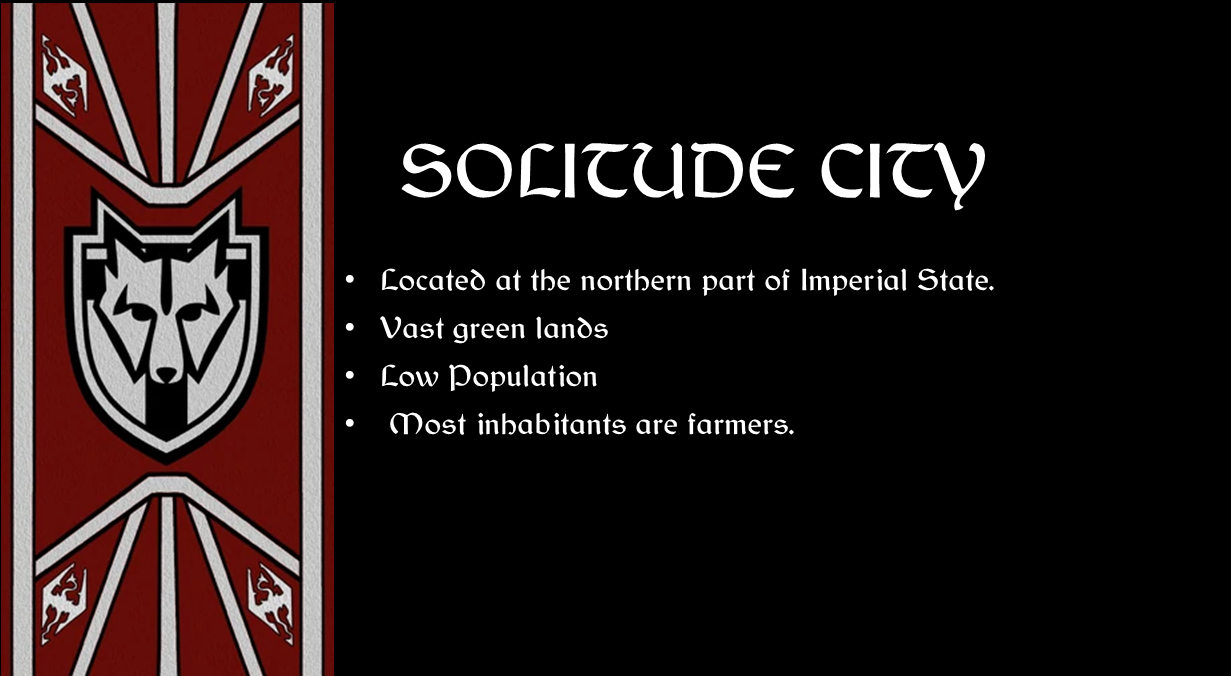 SOLITUDE CITY
• Located at the northern part of Imperial State.
• Vast green lands
• Low Population
• Most inhabitants are farmers.